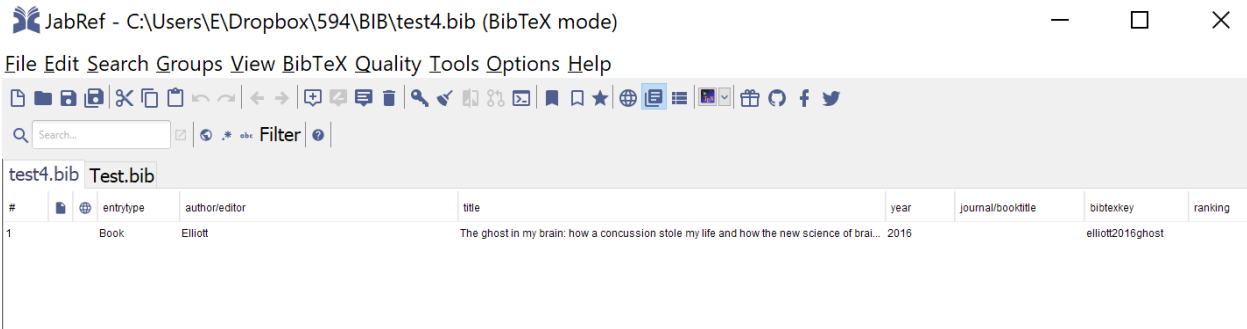 JabRef - C:\Users\E\Dropbox\594\BIB\test4.bib (BibTeX mode)
File Edit Search Groups View BibTeX Quality Tools Options Help
Search... .* abc Filter
test4.bib Test.bib
# entrytype author/editor title year journal/booktitle bibtexkey ranking
1 Book Elliott The ghost in my brain: how a concussion stole my life and how the new science of brai... 2016 elliott2016ghost